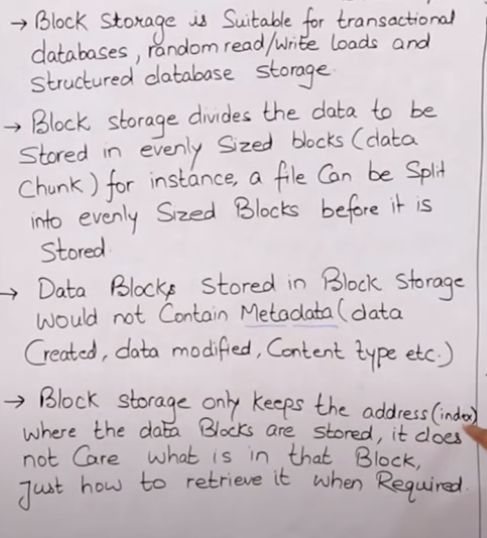 → Block Storage is Suitable for transactional
databases, random read/write loads and
structured database storage.
→ Block storage divides the data to be
Stored in evenly Sized blocks (data
Chunk) for instance, a file Can be Split
into evenly Sized Blocks before it is
Stored.
→ Data Blocks Stored in Block Storage
would not Contain Metadata (data
Created, data modified, Content type etc.)
→ Block storage only keeps the address (index)
where the data Blocks are stored, it does
not Care what is in that Block,
Just how to retrieve it when Required.